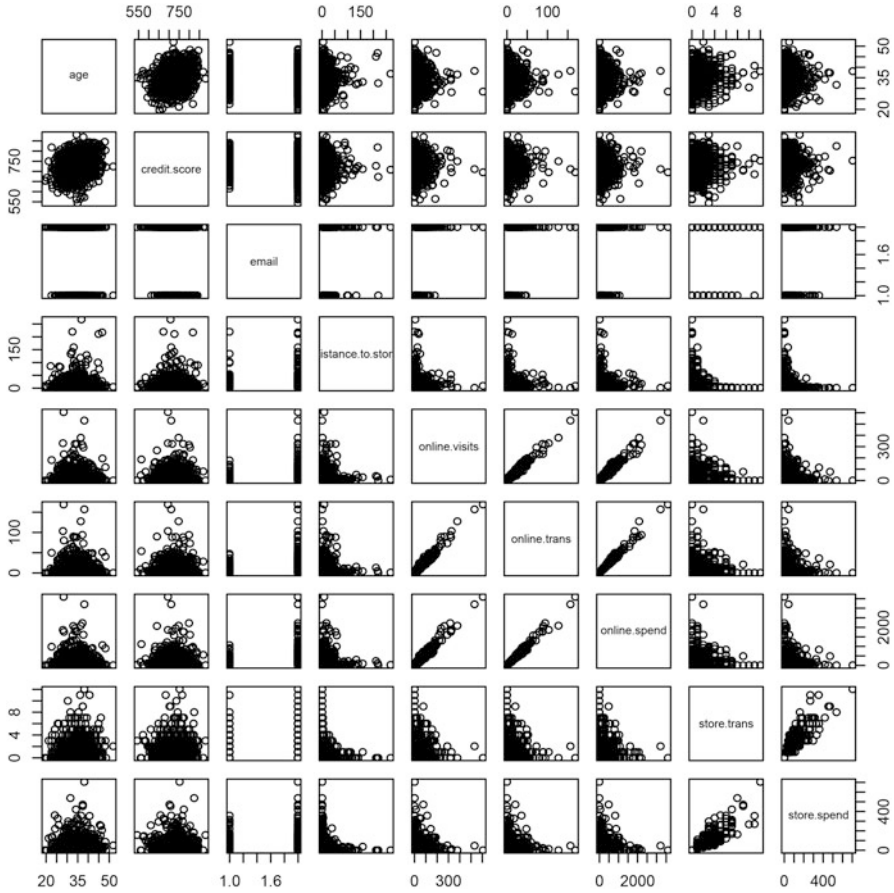 550 750
0 150
0 100
0 4 8
age
20 35 50
550 750
credit.score
email
1.0 1.6
0 150
istance.to.stor
online.visits
0 300
0 100
online.trans
online.spend
0 2000
0 4 8
store.trans
store.spend
0 400
20 35 50
1.0 1.6
0 300
0 2000
0 400